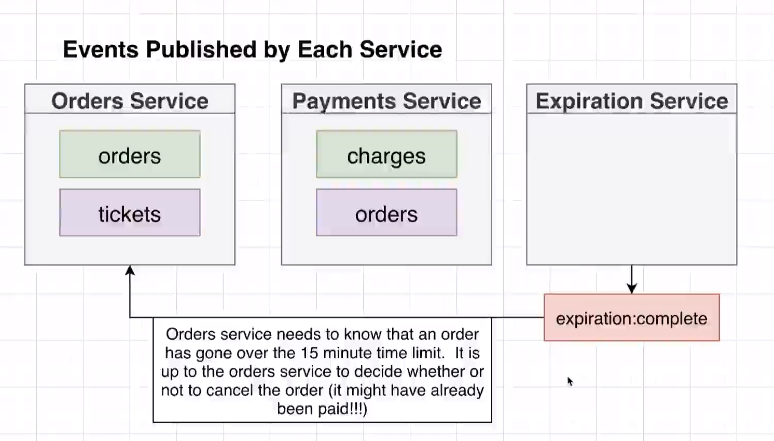 Events Published by Each Service
Orders Service
orders
tickets
Payments Service
charges
orders
Expiration Service
expiration:complete
Orders service needs to know that an order
has gone over the 15 minute time limit.  It is
up to the orders service to decide whether or
not to cancel the order (it might have already
been paid!!!)